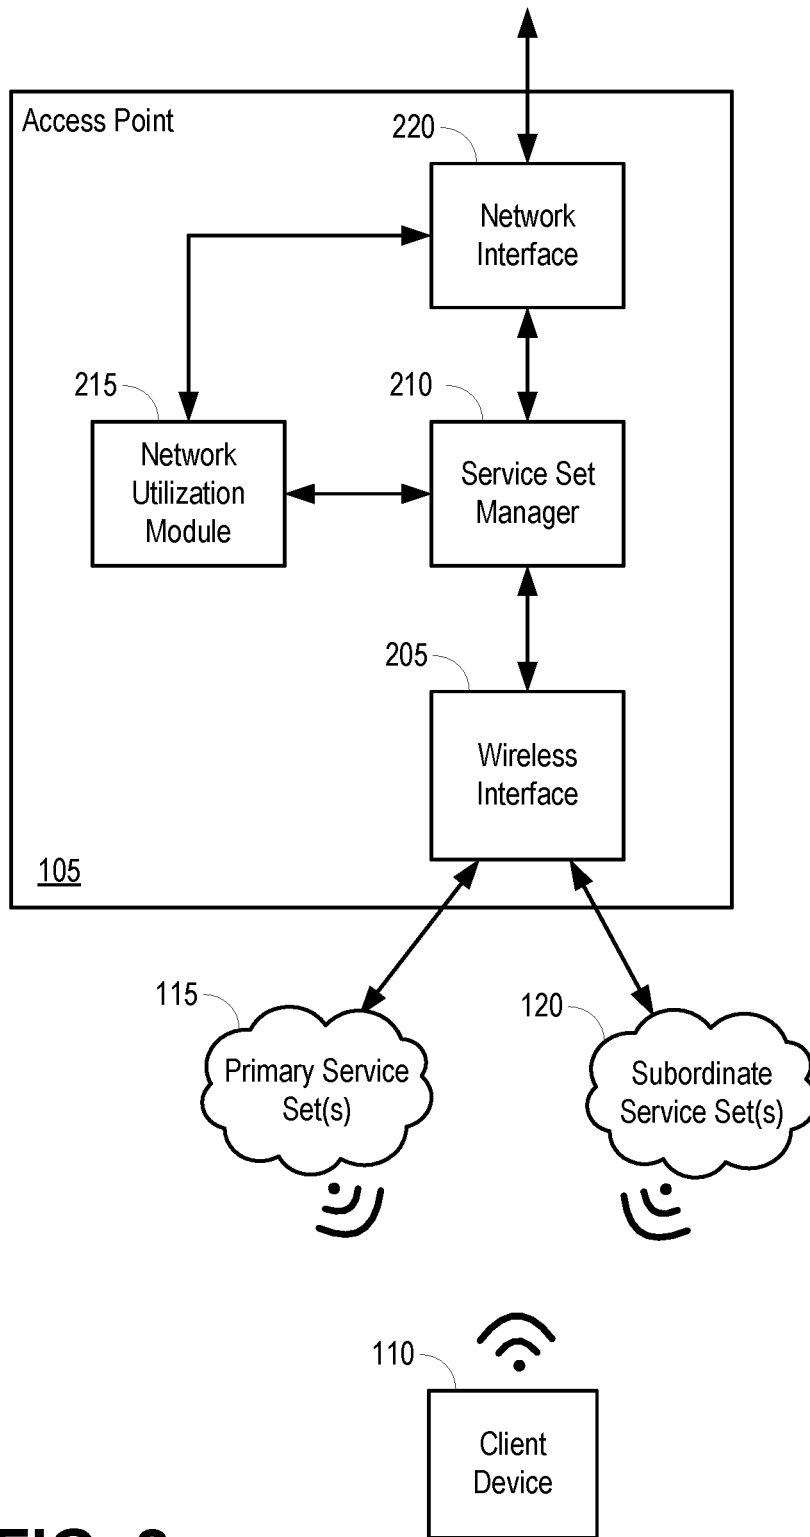 Access Point
220
Network
Interface
215
210
Network
Utilization
Module
Service Set
Manager
205
Wireless
Interface
105
115
120
Primary Service
Set(s)
Subordinate
Service Set(s)
110
Client
Device